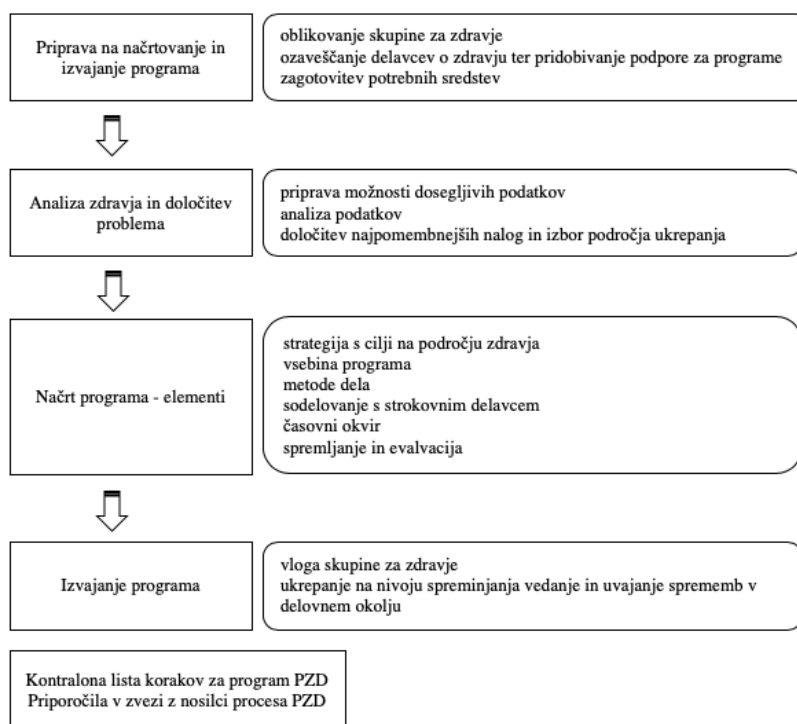 Priprava na načrtovanje in
izvajanje programa
oblikovanje skupine za zdravje
ozaveščanje delavcev o zdravju ter pridobivanje podpore za programe
zagotovitev potrebnih sredstev
Analiza zdravja in določitev
problema
priprava možnosti dosegljivih podatkov
analiza podatkov
določitev najpomembnejših nalog in izbor področja ukrepanja
Načrt programa - elementi
strategija s cilji na področju zdravja
vsebina programa
metode dela
sodelovanje s strokovnim delavcem
časovni okvir
spremljanje in evalvacija
Izvajanje programa
vloga skupine za zdravje
ukrepanje na nivoju spreminjanja vedanje in uvajanje sprememb v
delovnem okolju
Kontralona lista korakov za program PZD
Priporočila v zvezi z nosilci procesa PZD